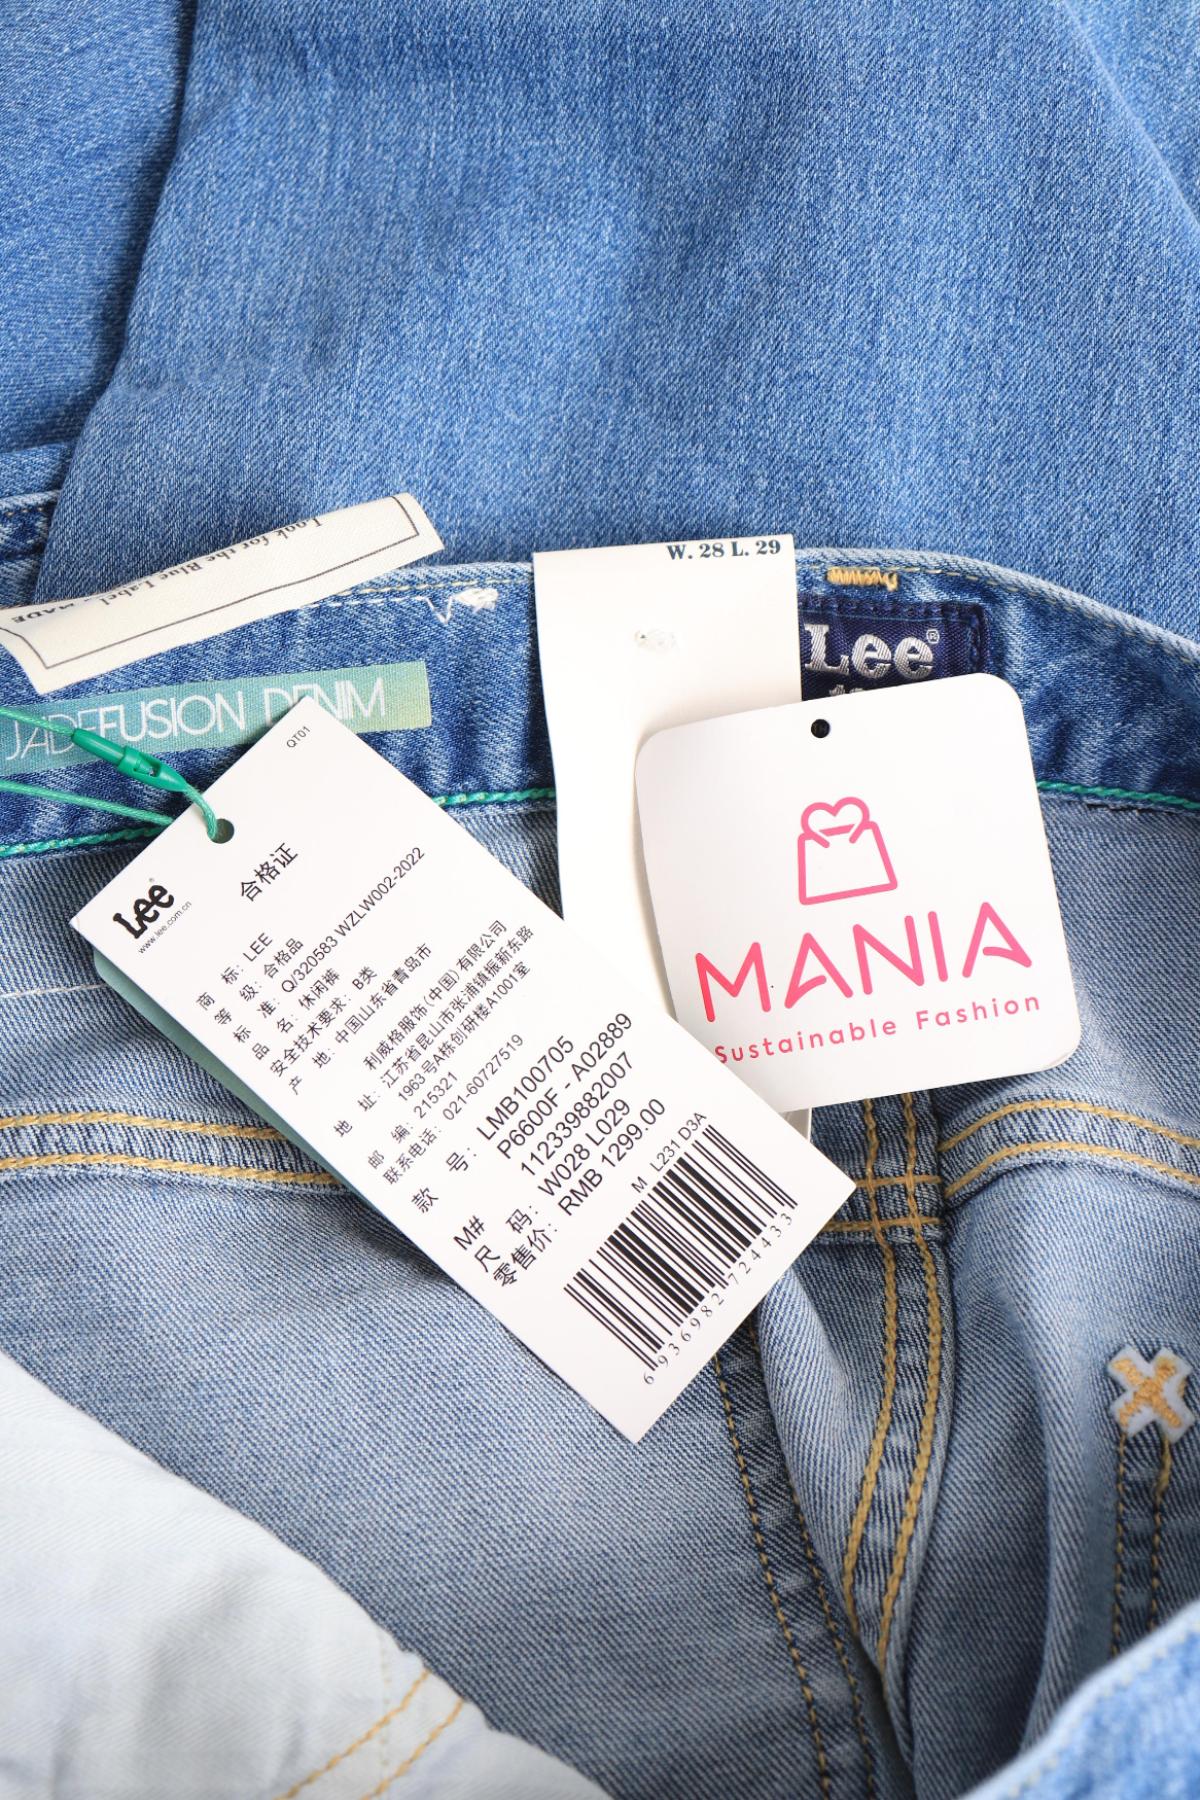 Look for the Blue Label
MADE
W. 28 L. 29
Lee®
JADEFUSION DENIM
QT01
Lee
www.lee.com.cn
合格证
商 标: LEE
等 级: 合格品
标 准: Q/320583 WZLW002-2022
品 名: 休闲裤
安全技术要求: B类
产 地: 中国山东省青岛市
利威格服饰(中国)有限公司
地 址: 江苏省昆山市张浦镇振新东路
1963号A栋创研楼A1001室
邮 编: 215321
联系电话: 021-60727519
款 号: LMB100705
P6600F - A02889
M# 112339882007
尺 码: W028 L029
零售价: RMB 1299.00
M L231 D3A
6936982724433
MANIA
Sustainable Fashion